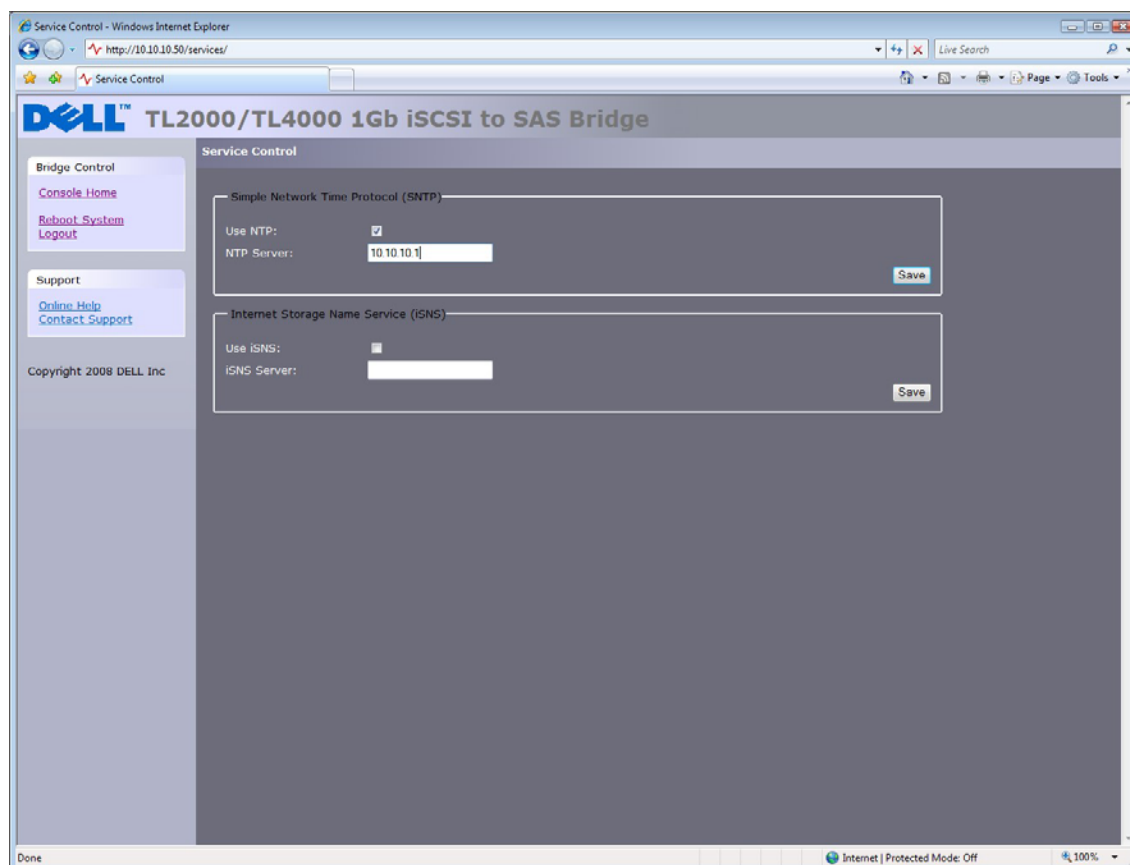 Service Control - Windows Internet Explorer
http://10.10.10.50/services/
Live Search
Service Control
Page
Tools
DELL™ TL2000/TL4000 1Gb iSCSI to SAS Bridge
Service Control
Bridge Control
Console Home
Reboot System
Logout
Support
Online Help
Contact Support
Copyright 2008 DELL Inc
Simple Network Time Protocol (SNTP)
Use NTP:
NTP Server: 10.10.10.1
Save
Internet Storage Name Service (iSNS)
Use iSNS:
iSNS Server:
Save
Done
Internet | Protected Mode: Off
100%